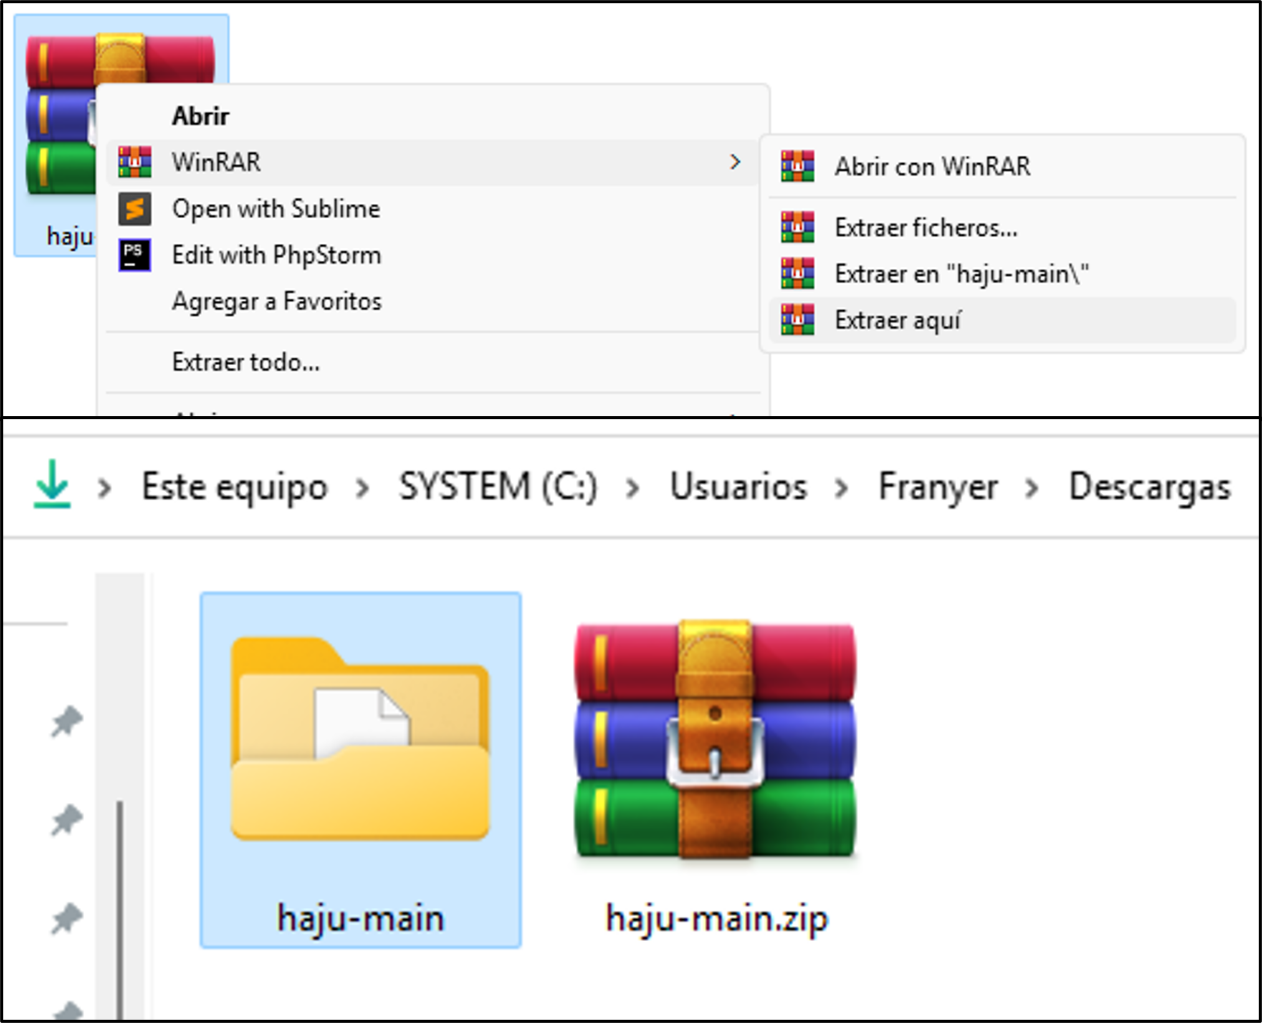 haju
Abrir
WinRAR
Open with Sublime
PS
Edit with PhpStorm
Agregar a Favoritos
Extraer todo...
Abrir con WinRAR
Extraer ficheros...
Extraer en "haju-main\"
Extraer aquí
Este equipo > SYSTEM (C:) > Usuarios > Franyer > Descargas
haju-main
haju-main.zip